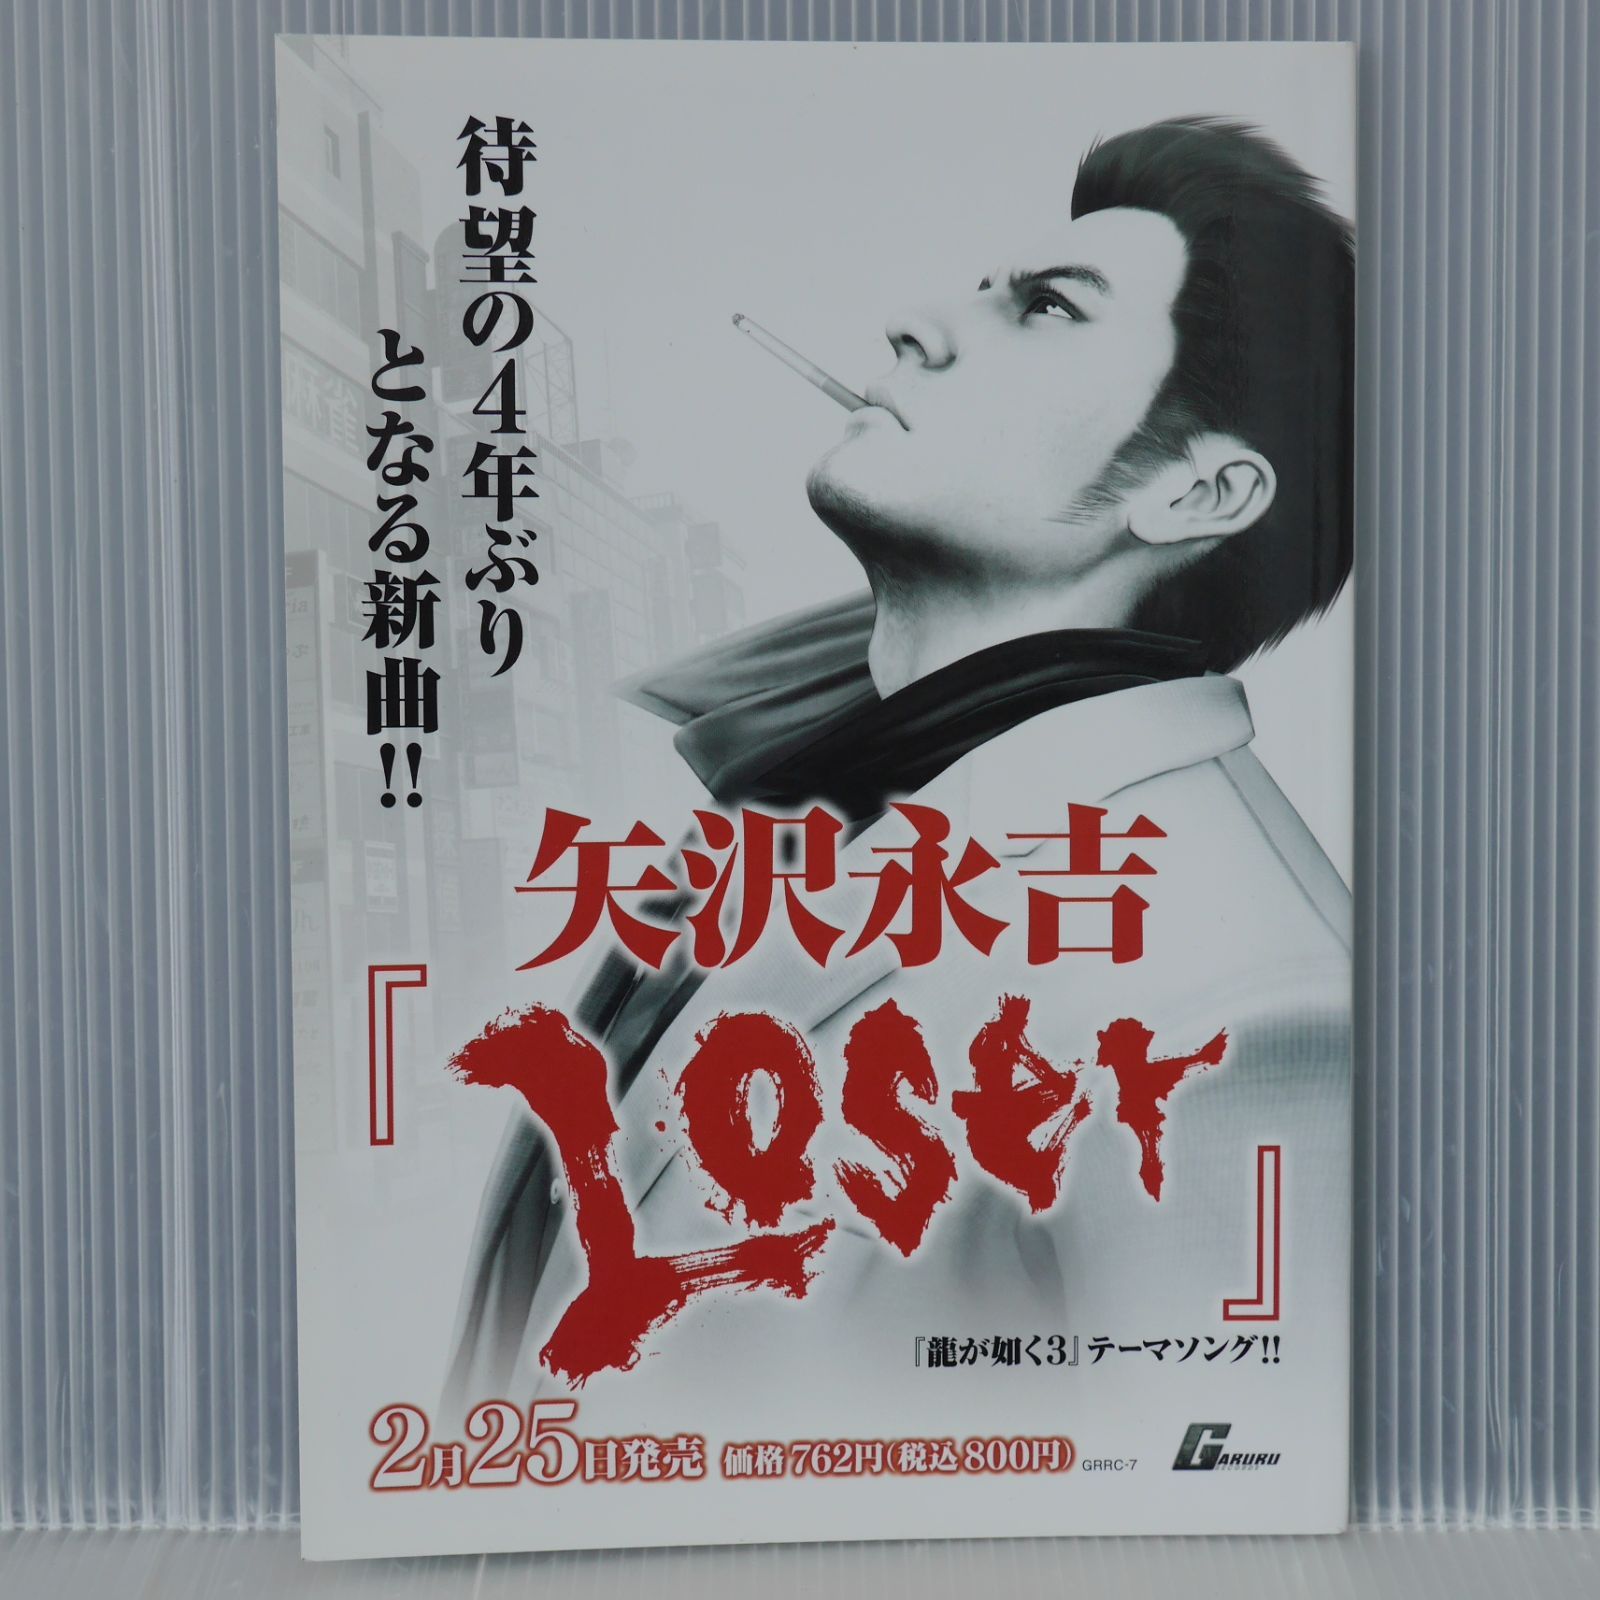 待望の4年ぶり
となる新曲!!
矢沢永吉
『Loser』
『龍が如く3』テーマソング!!
2月25日発売 価格762円(税込800円) GRRC-7
GARURU RECORDS